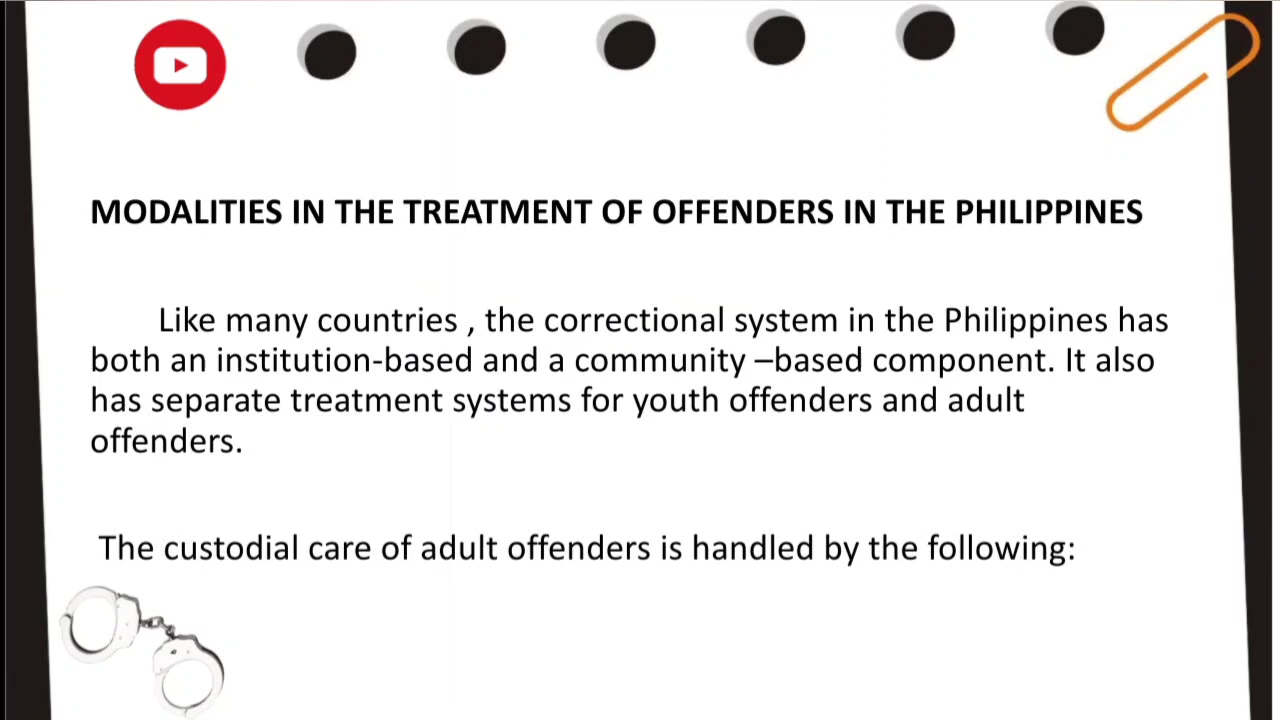 MODALITIES IN THE TREATMENT OF OFFENDERS IN THE PHILIPPINES
Like many countries , the correctional system in the Philippines has
both an institution-based and a community –based component. It also
has separate treatment systems for youth offenders and adult
offenders.
The custodial care of adult offenders is handled by the following: